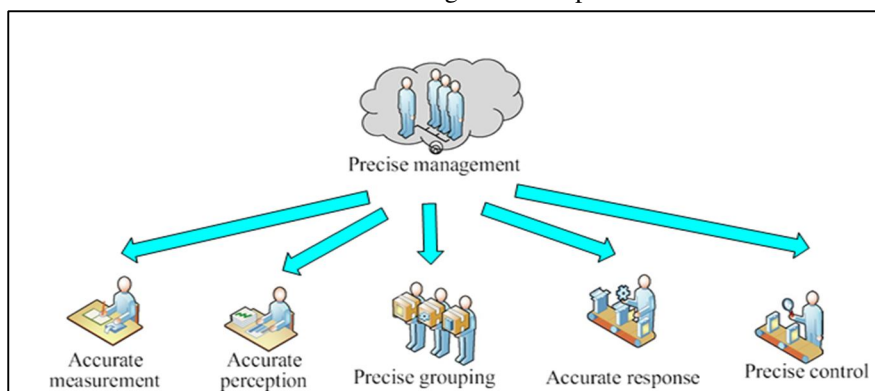 Precise management
Accurate
measurement
Accurate
perception
Precise grouping
Accurate response
Precise control